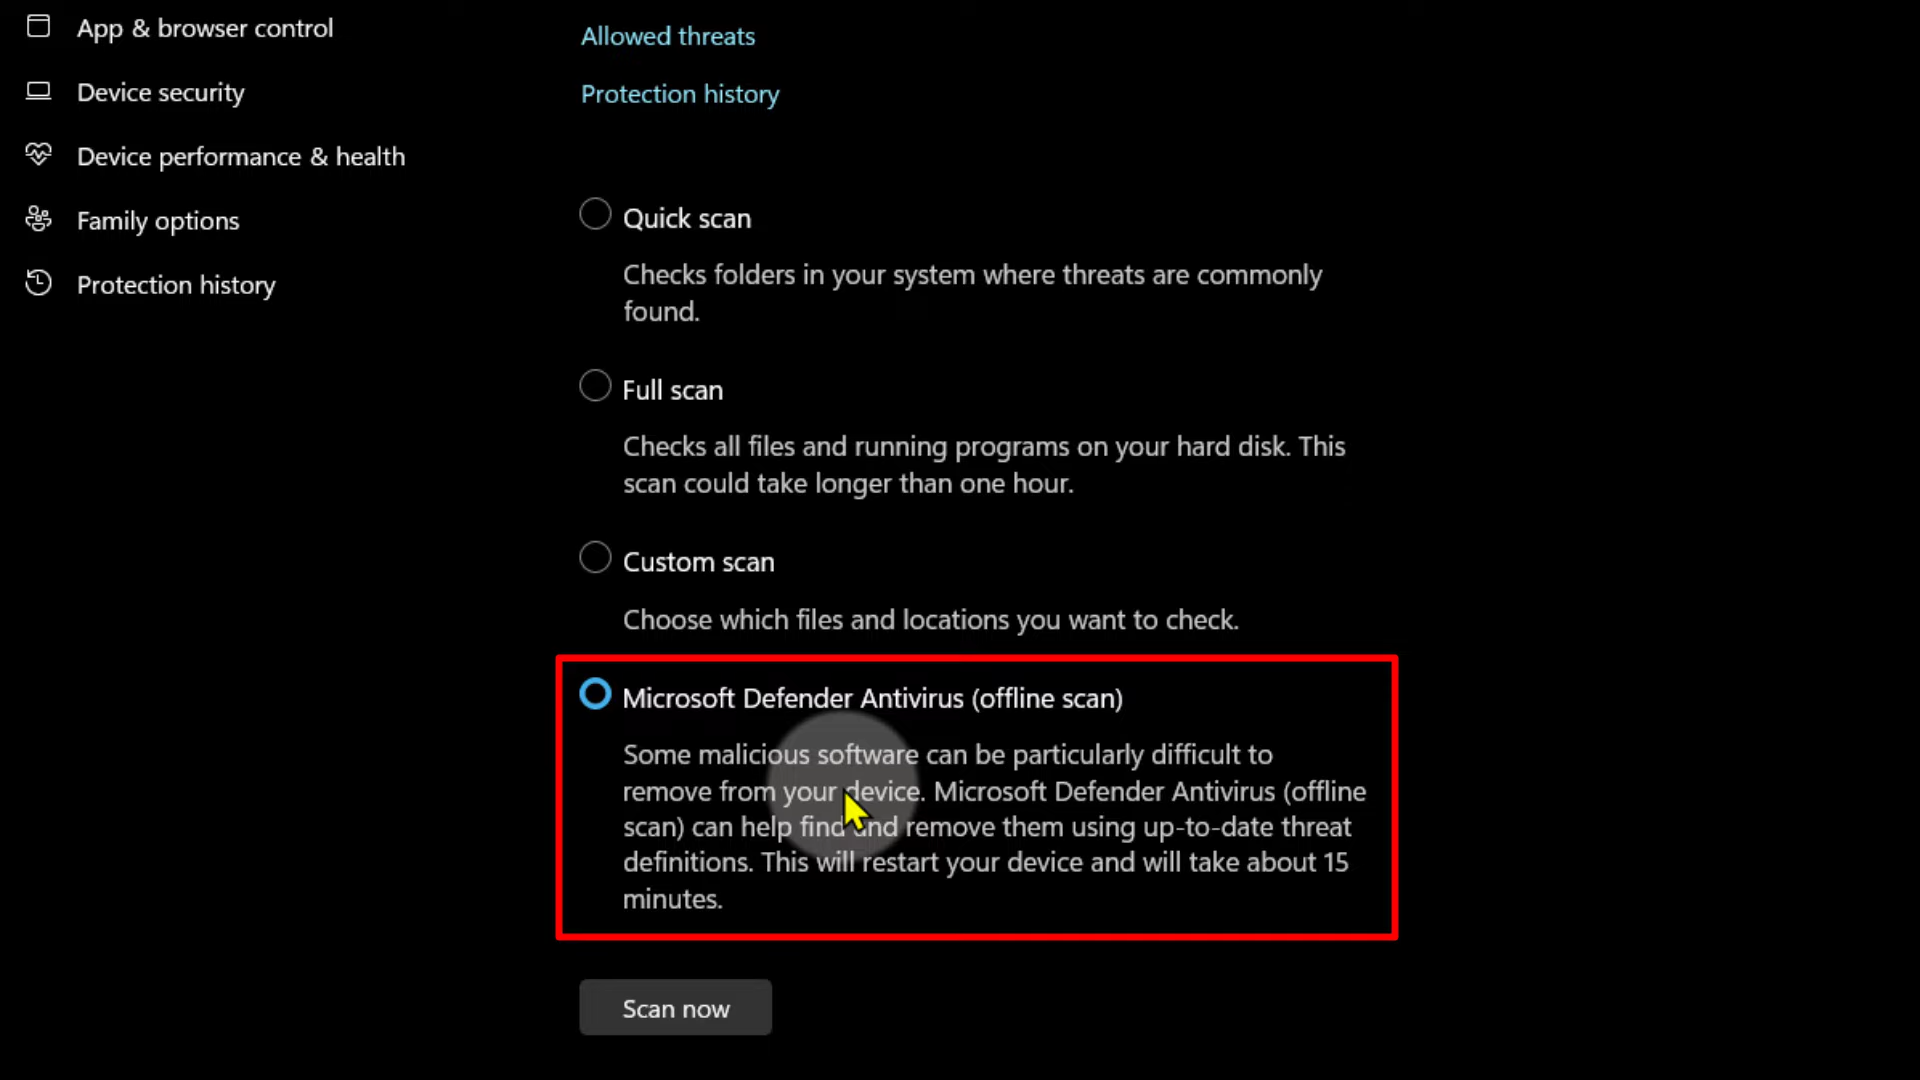 App & browser control
Device security
Device performance & health
Family options
Protection history
Allowed threats
Protection history
Quick scan
Checks folders in your system where threats are commonly
found.
Full scan
Checks all files and running programs on your hard disk. This
scan could take longer than one hour.
Custom scan
Choose which files and locations you want to check.
Microsoft Defender Antivirus (offline scan)
Some malicious software can be particularly difficult to
remove from your device. Microsoft Defender Antivirus (offline
scan) can help find and remove them using up-to-date threat
definitions. This will restart your device and will take about 15
minutes.
Scan now